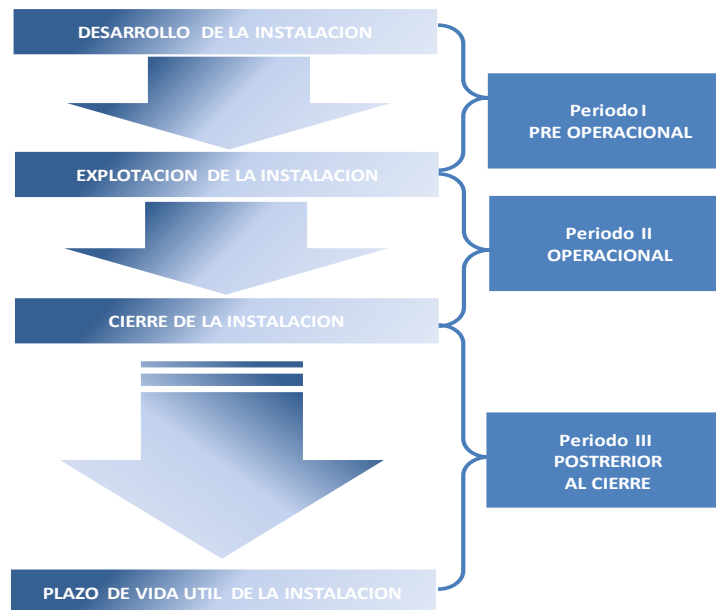 DESARROLLO DE LA INSTALACION
Periodo I
PRE OPERACIONAL
EXPLOTACION DE LA INSTALACION
Periodo II
OPERACIONAL
CIERRE DE LA INSTALACION
Periodo III
POSTRERIOR
AL CIERRE
PLAZO DE VIDA UTIL DE LA INSTALACION